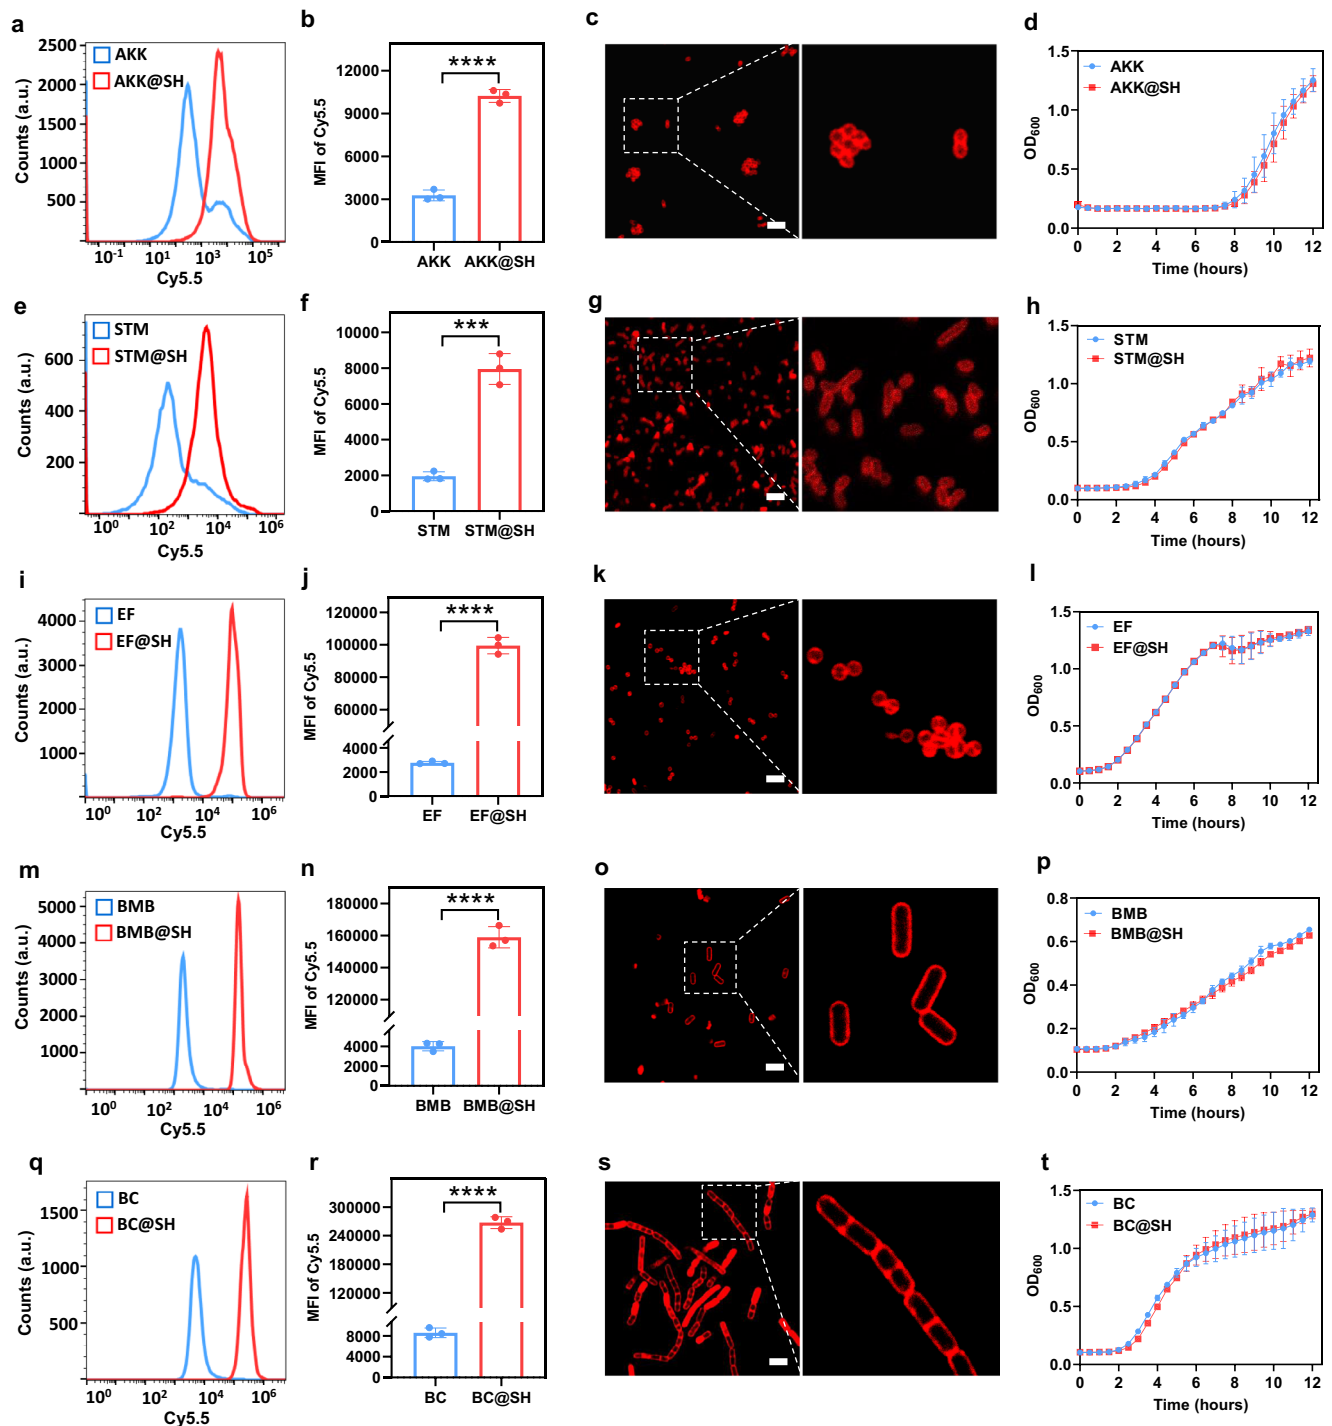 a
2500
2000
1500
1000
500
0
Counts (a.u.)
AKK
AKK@SH
10-1 101 103 105
Cy5.5
b
12000
9000
6000
3000
0
MFI of Cy5.5
****
AKK AKK@SH
c
d
1.5
1.0
0.5
0.0
OD600
AKK
AKK@SH
0 2 4 6 8 10 12
Time (hours)
e
600
400
200
Counts (a.u.)
STM
STM@SH
100 102 104 106
Cy5.5
f
10000
8000
6000
4000
2000
0
MFI of Cy5.5
***
STM STM@SH
g
h
1.5
1.0
0.5
0.0
OD600
STM
STM@SH
0 2 4 6 8 10 12
Time (hours)
i
4000
3000
2000
1000
Counts (a.u.)
EF
EF@SH
100 102 104 106
Cy5.5
j
120000
100000
80000
60000
4000
2000
0
MFI of Cy5.5
****
EF EF@SH
k
l
1.5
1.0
0.5
0.0
OD600
EF
EF@SH
0 2 4 6 8 10 12
Time (hours)
m
5000
4000
3000
2000
1000
Counts (a.u.)
BMB
BMB@SH
100 102 104 106
Cy5.5
n
180000
160000
140000
120000
8000
6000
4000
2000
0
MFI of Cy5.5
****
BMB BMB@SH
o
p
0.8
0.6
0.4
0.2
0.0
OD600
BMB
BMB@SH
0 2 4 6 8 10 12
Time (hours)
q
1500
1000
500
Counts (a.u.)
BC
BC@SH
100 102 104 106
Cy5.5
r
300000
260000
210000
170000
120000
8000
4000
0
MFI of Cy5.5
****
BC BC@SH
s
t
1.5
1.0
0.5
0.0
OD600
BC
BC@SH
0 2 4 6 8 10 12
Time (hours)